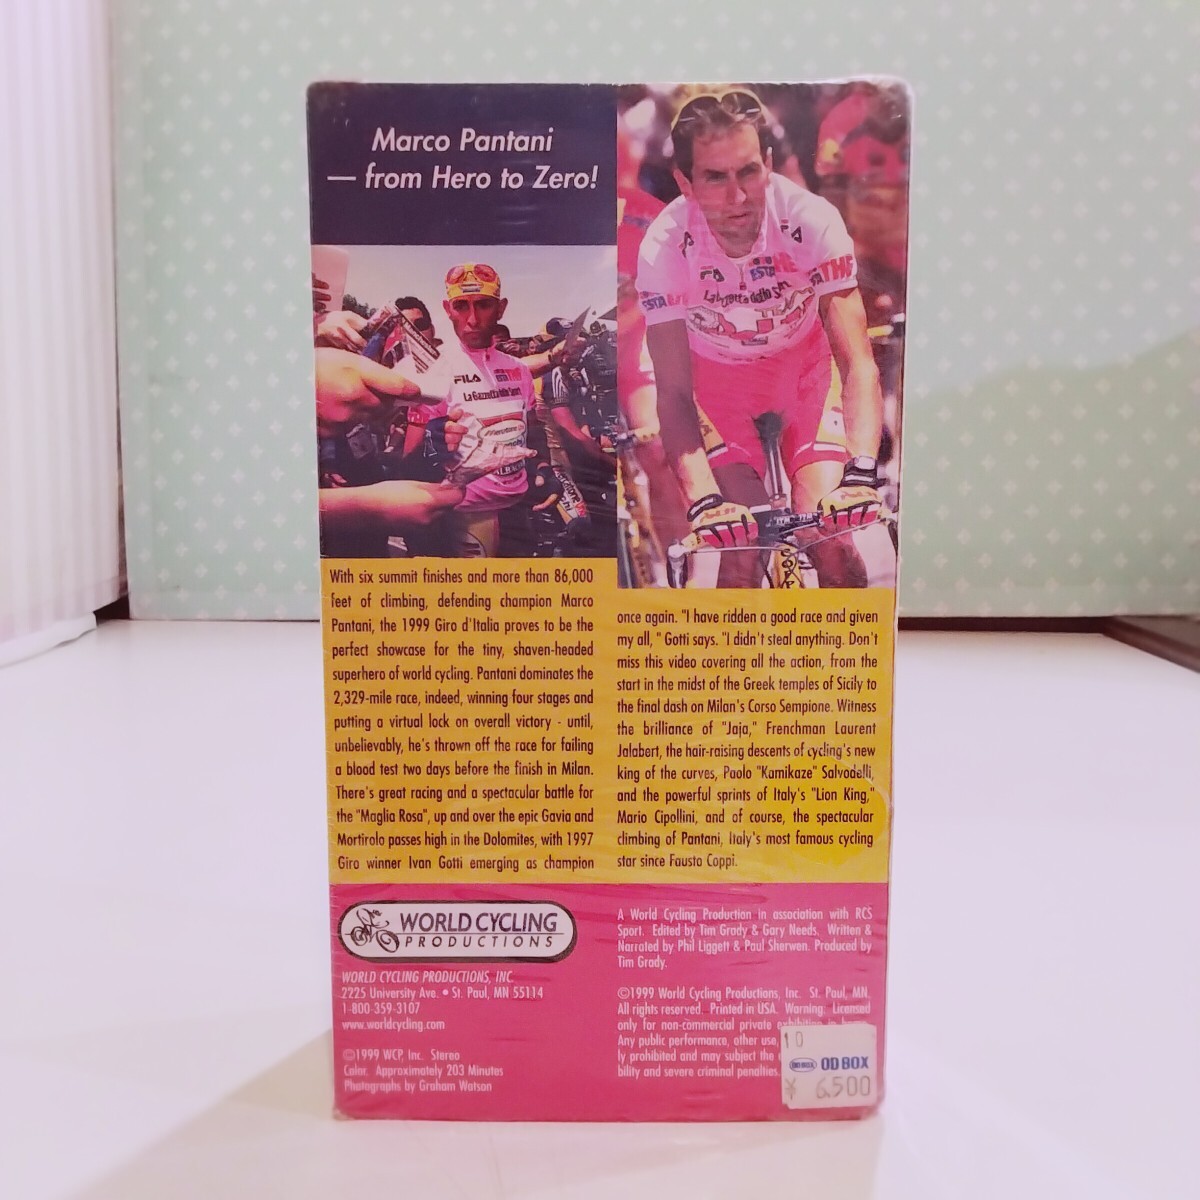 Marco Pantani
— from Hero to Zero!
FILA
La Gazzetta dello Sport
With six summit finishes and more than 86,000
feet of climbing, defending champion Marco
Pantani, the 1999 Giro d'Italia proves to be the
perfect showcase for the tiny, shaven-headed
superhero of world cycling. Pantani dominates the
2,329-mile race, indeed, winning four stages and
putting a virtual lock on overall victory - until,
unbelievably, he's thrown off the race for failing
a blood test two days before the finish in Milan.
There's great racing and a spectacular battle for
the "Maglia Rosa", up and over the epic Gavia and
Mortirolo passes high in the Dolomites, with 1997
Giro winner Ivan Gotti emerging as champion
once again. "I have ridden a good race and given
my all, " Gotti says. "I didn't steal anything. Don't
miss this video covering all the action, from the
start in the midst of the Greek temples of Sicily to
the final dash on Milan's Corso Sempione. Witness
the brilliance of "Jaja," Frenchman Laurent
Jalabert, the hair-raising descents of cycling's new
king of the curves, Paolo "Kamikaze" Salvodelli,
and the powerful sprints of Italy's "Lion King,"
Mario Cipollini, and of course, the spectacular
climbing of Pantani, Italy's most famous cycling
star since Fausto Coppi.
WORLD CYCLING
PRODUCTIONS
WORLD CYCLING PRODUCTIONS, INC.
2225 University Ave. • St. Paul, MN 55114
1-800-359-3107
www.worldcycling.com
©1999 WCP, Inc. Stereo
Color. Approximately 203 Minutes
Photographs by Graham Watson
A World Cycling Production in association with RCS
Sport. Edited by Tim Grady & Gary Needs. Written &
Narrated by Phil Liggett & Paul Sherwen. Produced by
Tim Grady.
©1999 World Cycling Productions, Inc. St. Paul, MN.
All rights reserved. Printed in USA. Warning: Licensed
only for non-commercial private exhibition in
Any public performance, other use,
ly prohibited and may subject the
bility and severe criminal penalties.
10
OD BOX
¥ 6,500